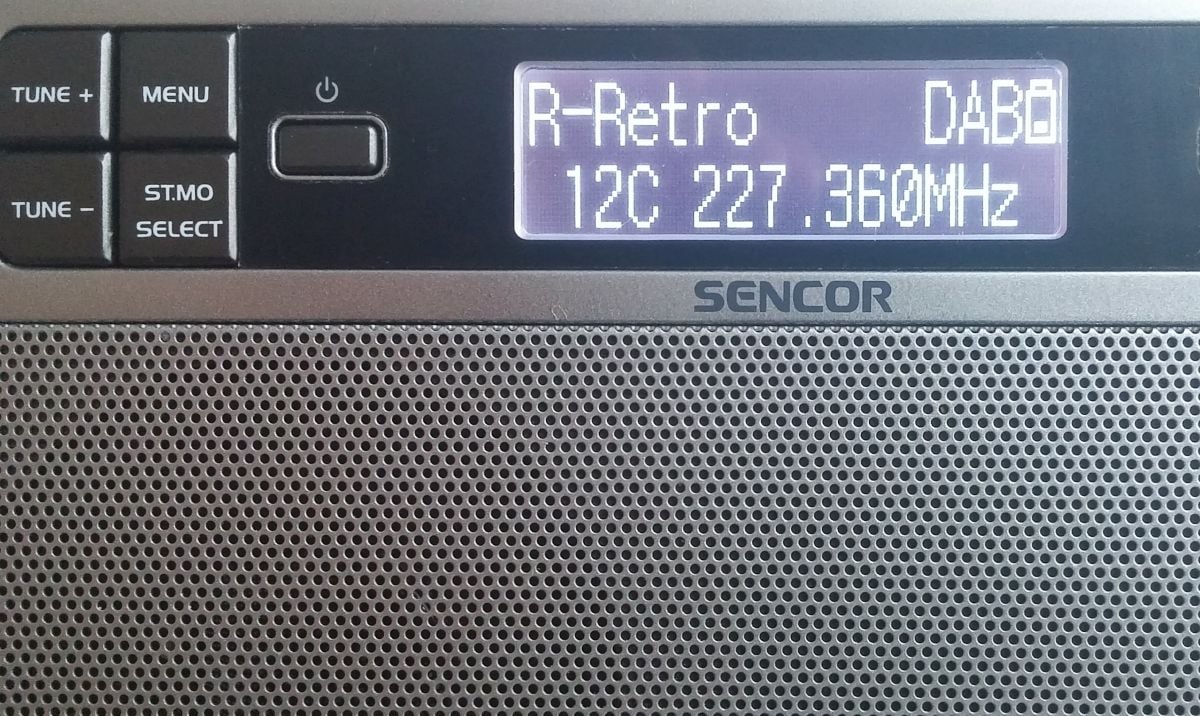 TUNE +
MENU
TUNE -
ST.MO
SELECT
R-Retro DAB
12C 227.360MHz
SENCOR